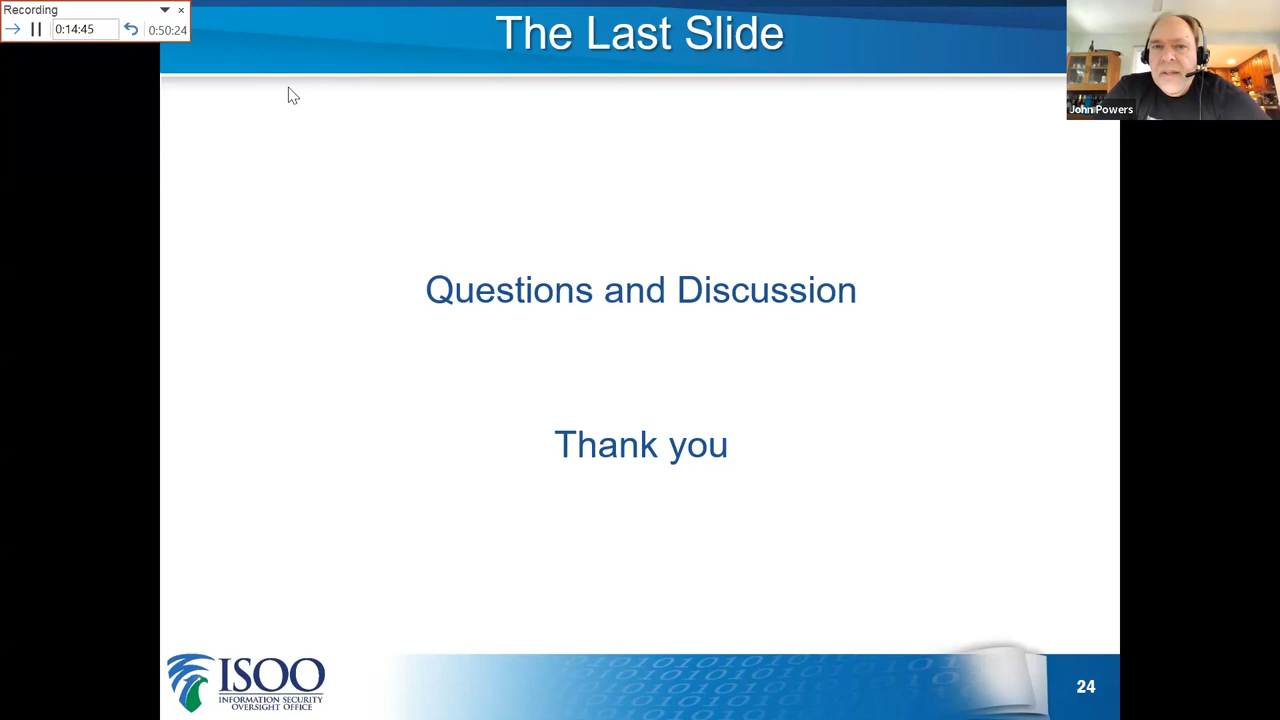 Recording
0:14:45
0:50:24
The Last Slide
John Powers
Questions and Discussion
Thank you
ISOO
INFORMATION SECURITY
OVERSIGHT OFFICE
24